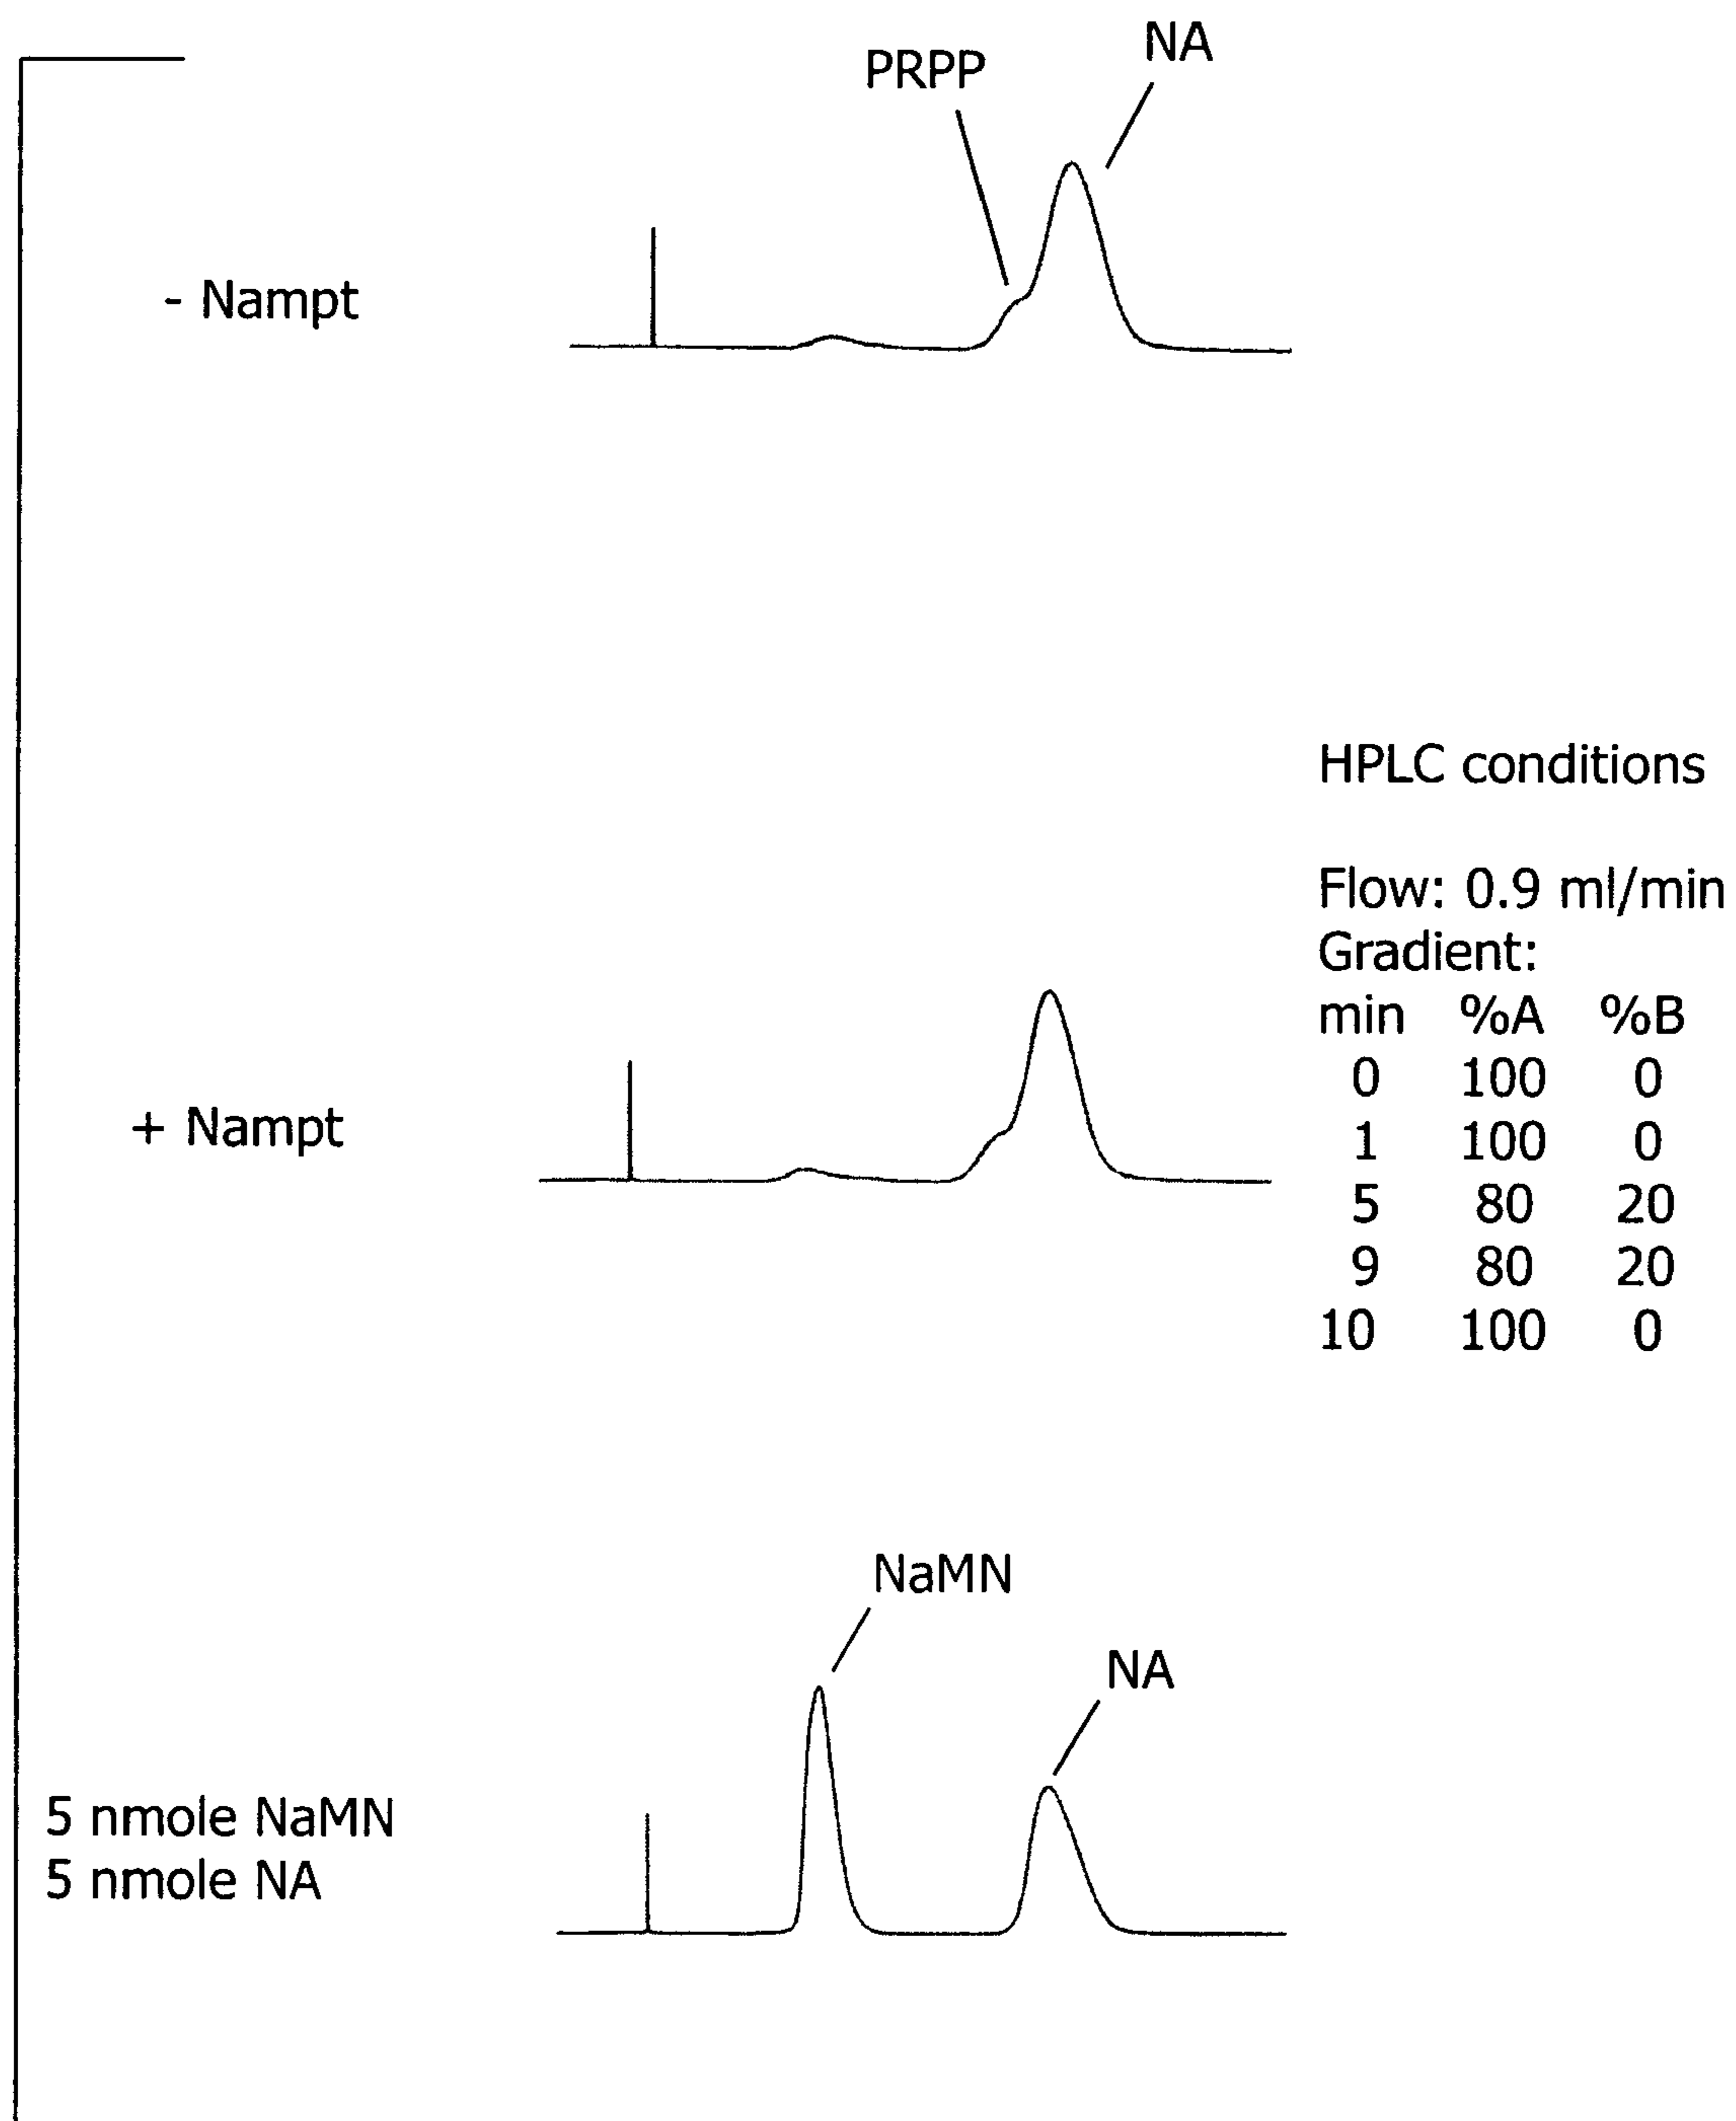 PRPP
NA
- Nampt
HPLC conditions
Flow: 0.9 ml/min
Gradient:
min %A %B
0 100 0
1 100 0
5 80 20
9 80 20
10 100 0
+ Nampt
NaMN
NA
5 nmole NaMN
5 nmole NA